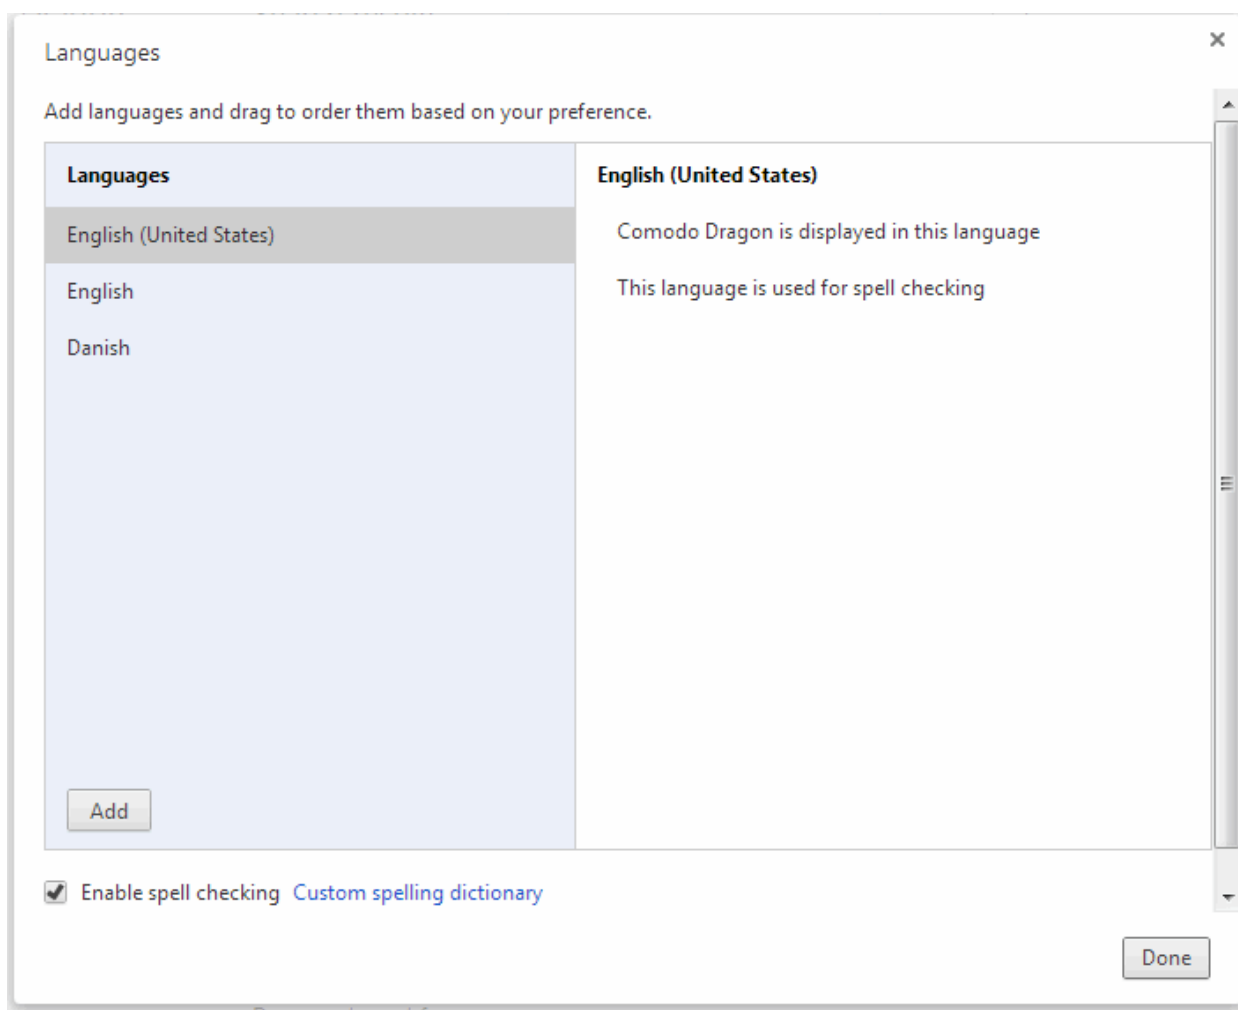 Languages
Add languages and drag to order them based on your preference.
Languages
English (United States)
English
Danish
Add
English (United States)
Comodo Dragon is displayed in this language
This language is used for spell checking
Enable spell checking Custom spelling dictionary
Done